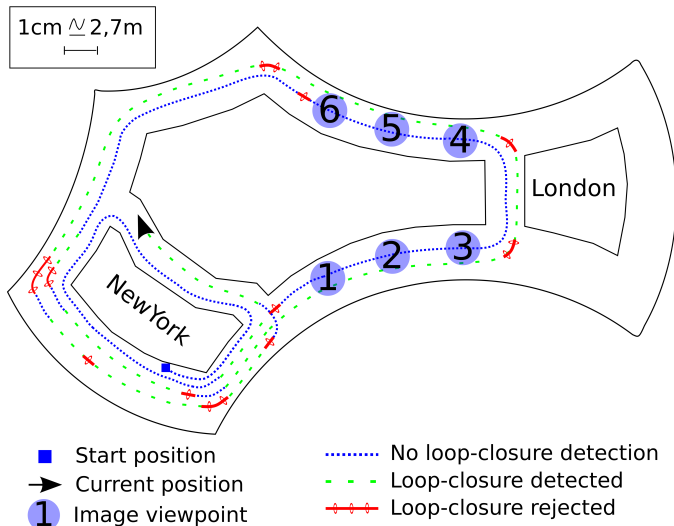 1cm ≃ 2,7m
6
5
4
London
3
2
1
NewYork
Start position
Current position
1 Image viewpoint
No loop-closure detection
Loop-closure detected
Loop-closure rejected